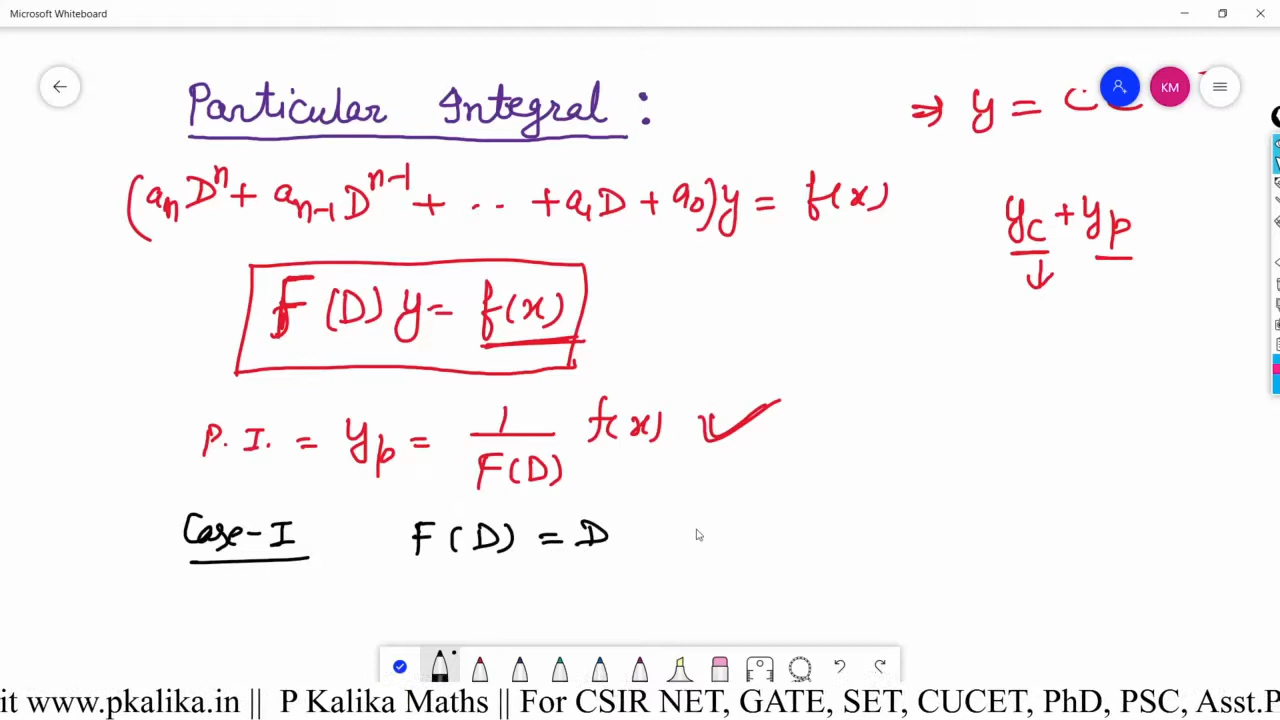 Microsoft Whiteboard
Particular Integral :
⇒ y =
KM
(aₙDⁿ + aₙ₋₁Dⁿ⁻¹ + .. + a₁D + a₀)y = f(x)
y_c + y_p
↓
F(D) y = f(x)
P. I. = y_p = 1/F(D) f(x) ✓
Case-I F(D) = D
it www.pkalika.in || P Kalika Maths || For CSIR NET, GATE, SET, CUCET, PhD, PSC, Asst.P